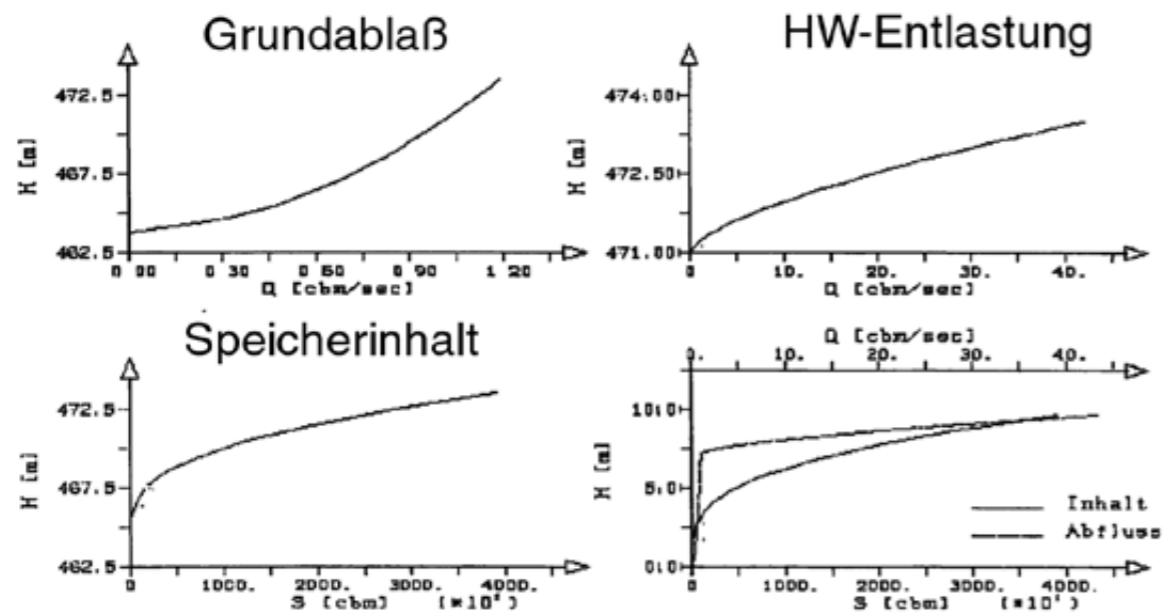 Grundablaß
H [m]
472.5
467.5
462.5
0.00 0.30 0.60 0.90 1.20
Q [cbm/sec]
HW-Entlastung
H [m]
474.00
472.50
471.00
0. 10. 20. 30. 40.
Q [cbm/sec]
Speicherinhalt
H [m]
472.5
467.5
462.5
0. 1000. 2000. 3000. 4000.
S [cbm]
Q [cbm/sec]
0. 10. 20. 30. 40.
H [m]
10.0
5.0
0.0
Inhalt
Abfluss
0. 1000. 2000. 3000. 4000.
S [cbm]